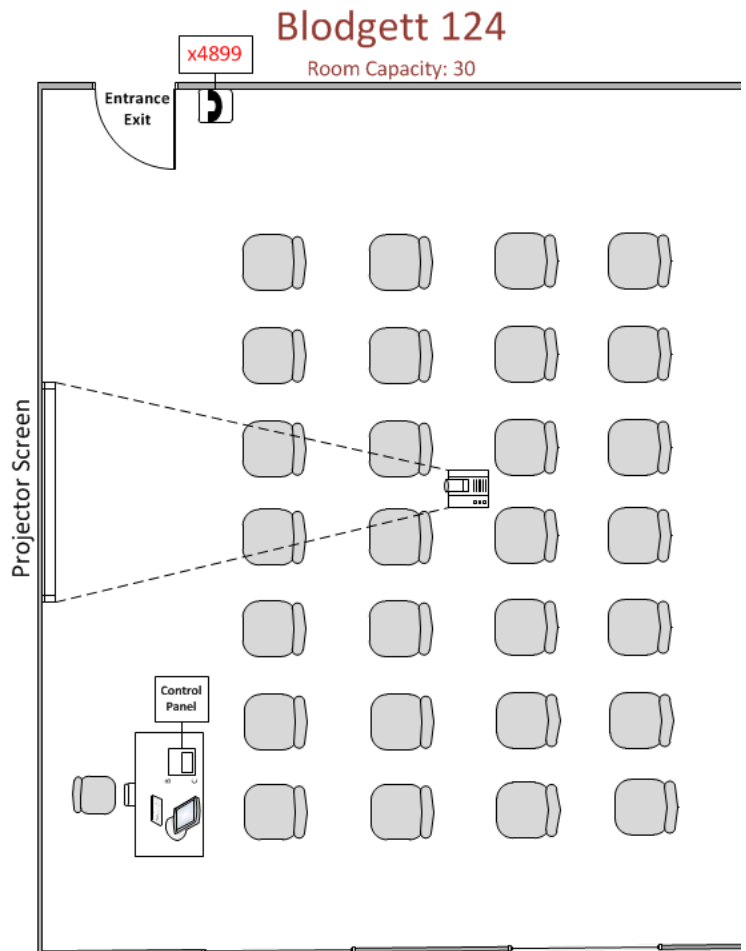 Blodgett 124
x4899
Room Capacity: 30
Entrance
Exit
Projector Screen
Control
Panel
B
C